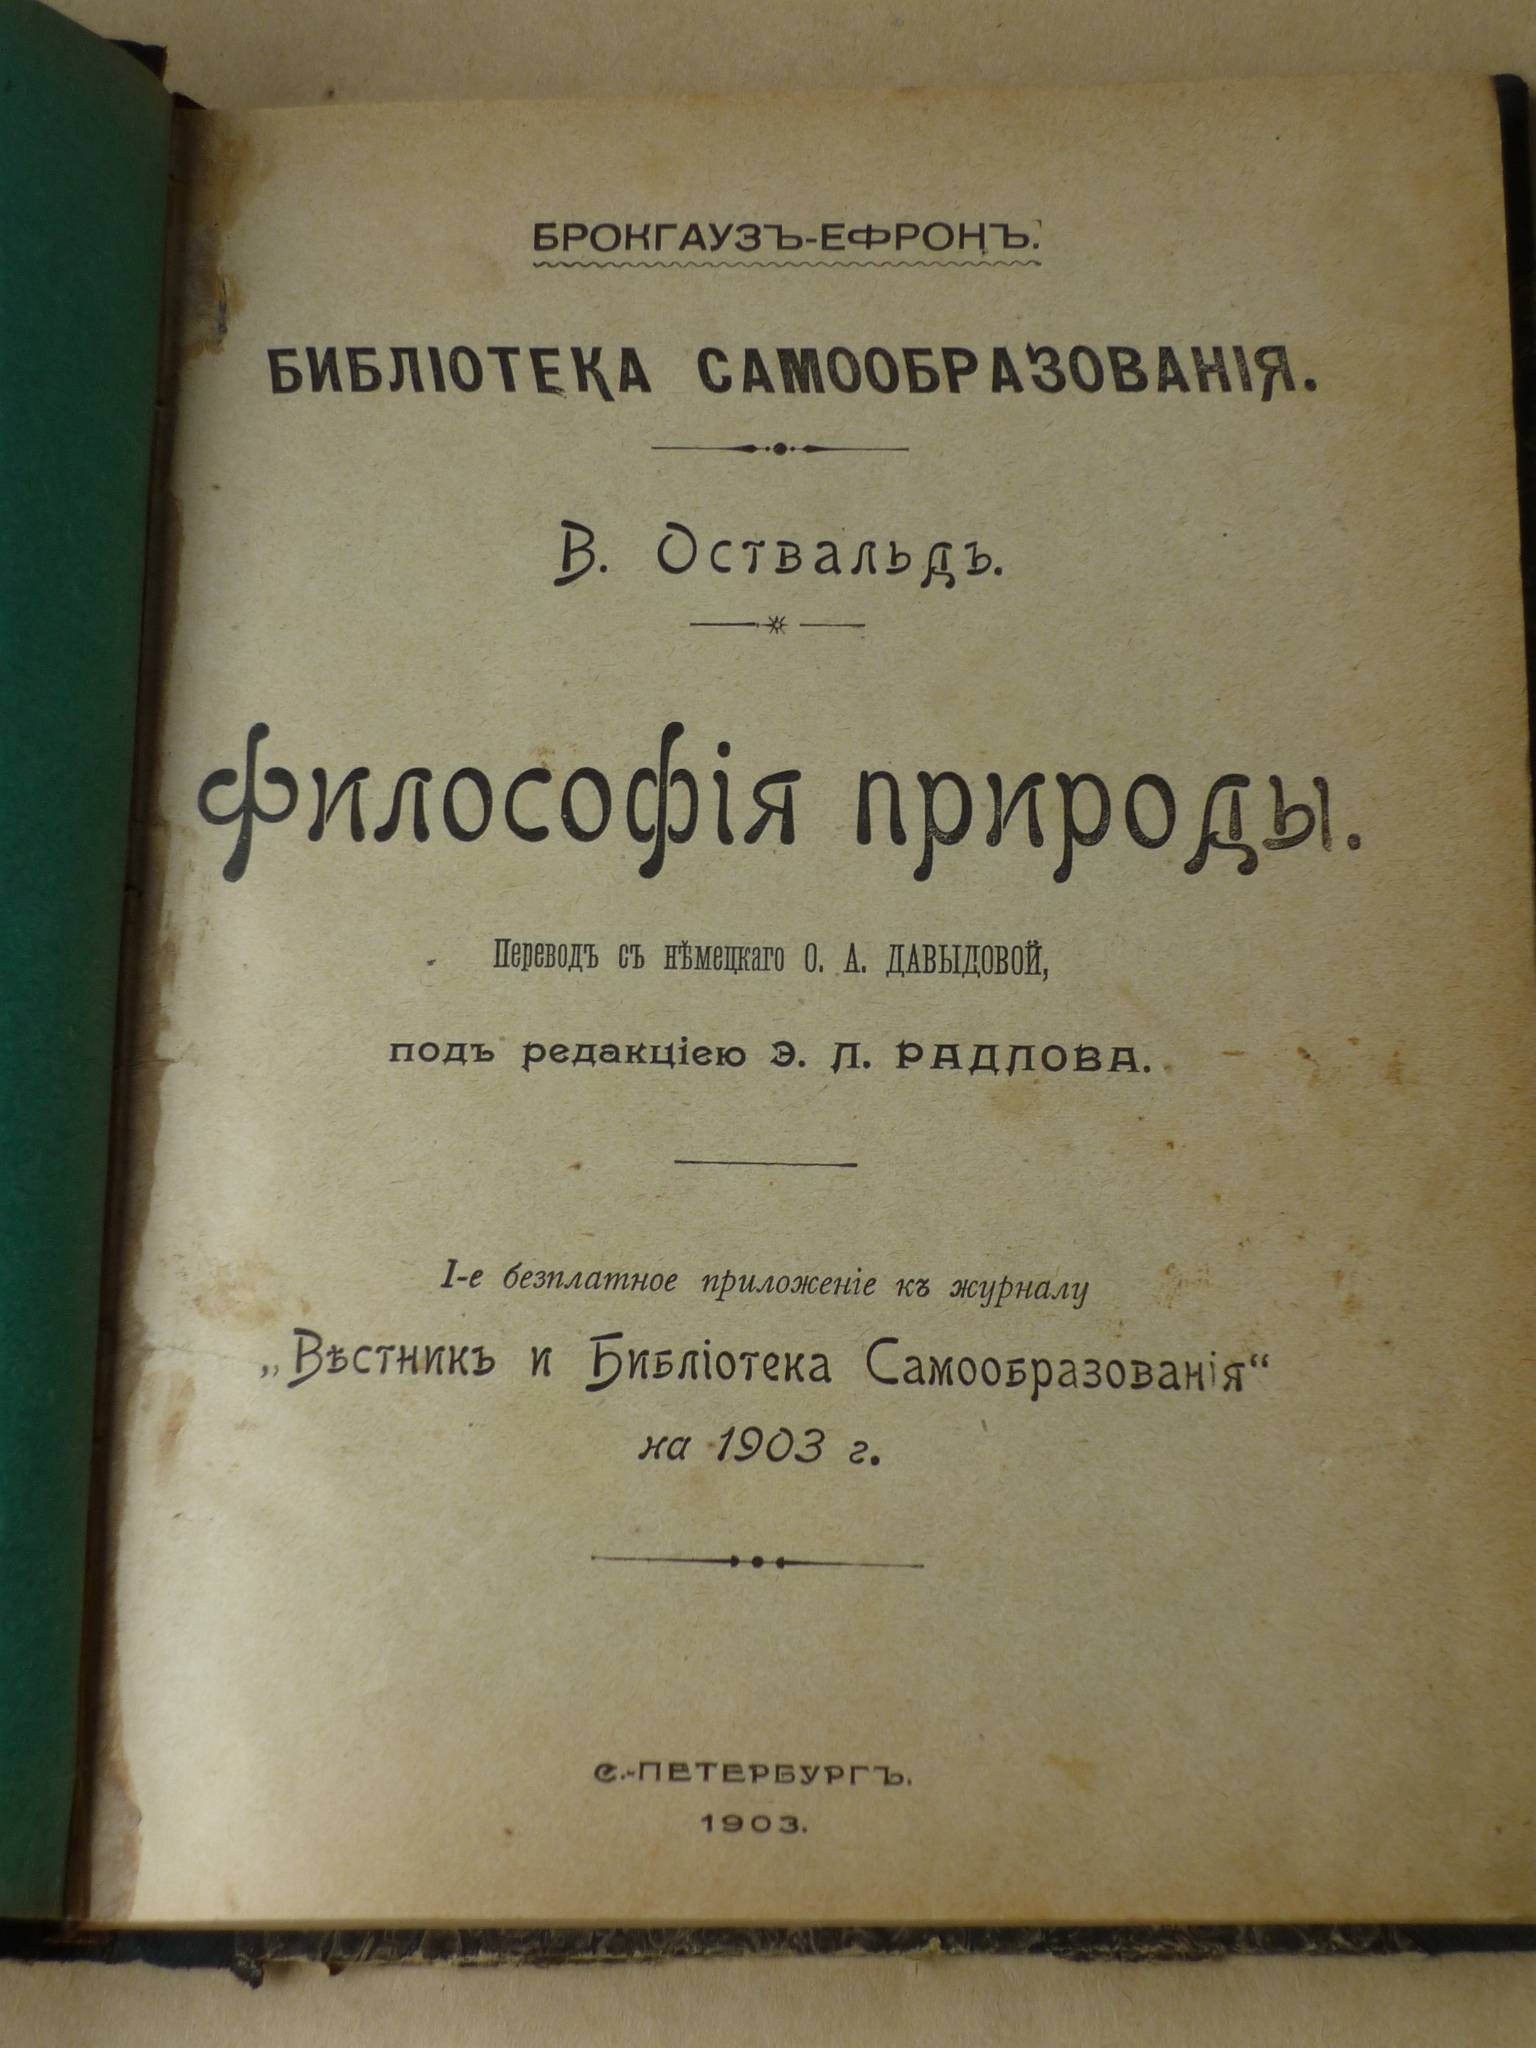 БРОКГАУЗЪ-ЕФРОНЪ.
БИБЛІОТЕКА САМООБРАЗОВАНІЯ.
В. Оствальдъ.
Философія природы.
Переводъ съ нѣмецкаго О. А. ДАВЫДОВОЙ,
подъ редакціею Э. Л. РАДЛОВА.
I-е безплатное приложеніе къ журналу
„Вѣстникъ и Библіотека Самообразованія“
на 1903 г.
С.-ПЕТЕРБУРГЪ.
1903.